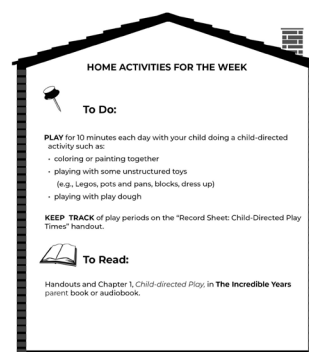 HOME ACTIVITIES FOR THE WEEK
To Do:
PLAY for 10 minutes each day with your child doing a child-directed
activity such as:
• coloring or painting together
• playing with some unstructured toys
(e.g., Legos, pots and pans, blocks, dress up)
• playing with play dough
KEEP TRACK of play periods on the “Record Sheet: Child-Directed Play
Times” handout.
To Read:
Handouts and Chapter 1, Child-directed Play, in The Incredible Years
parent book or audiobook.